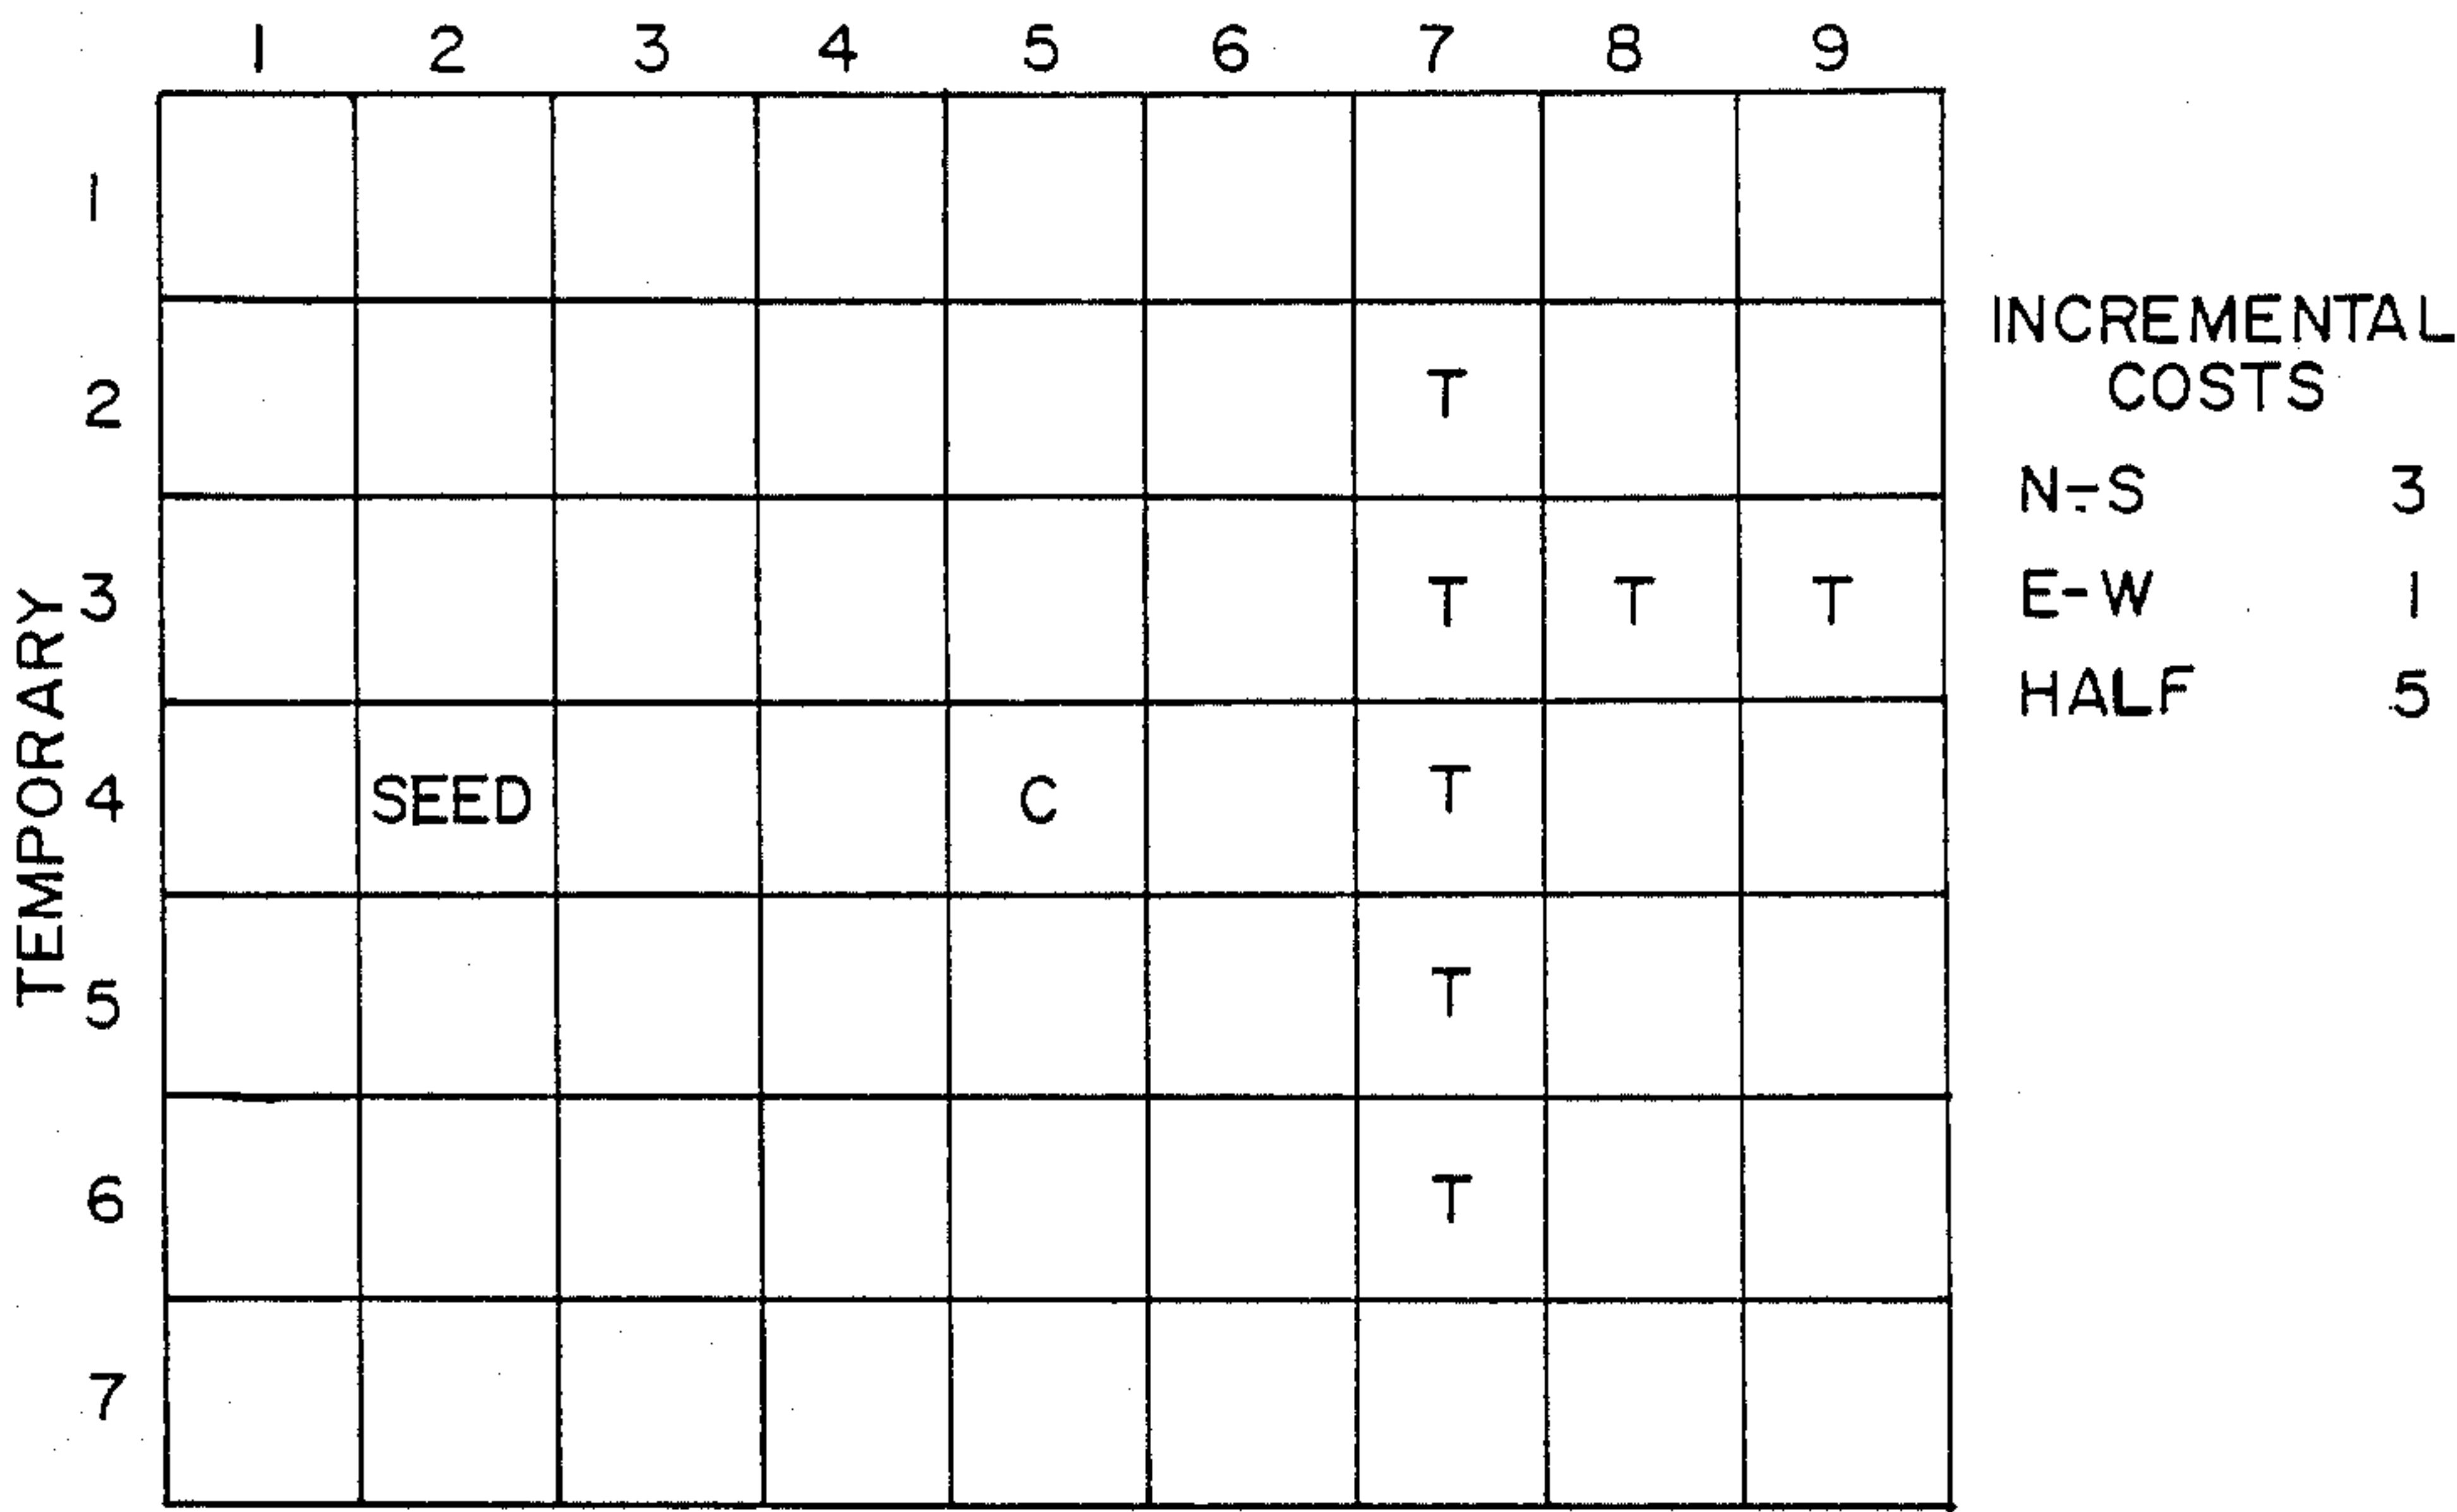 1 2 3 4 5 6 7 8 9
1
2 T
3 T T T
4 SEED C T
5 T
6 T
7
TEMPORARY
INCREMENTAL
COSTS
N-S 3
E-W 1
HALF 5